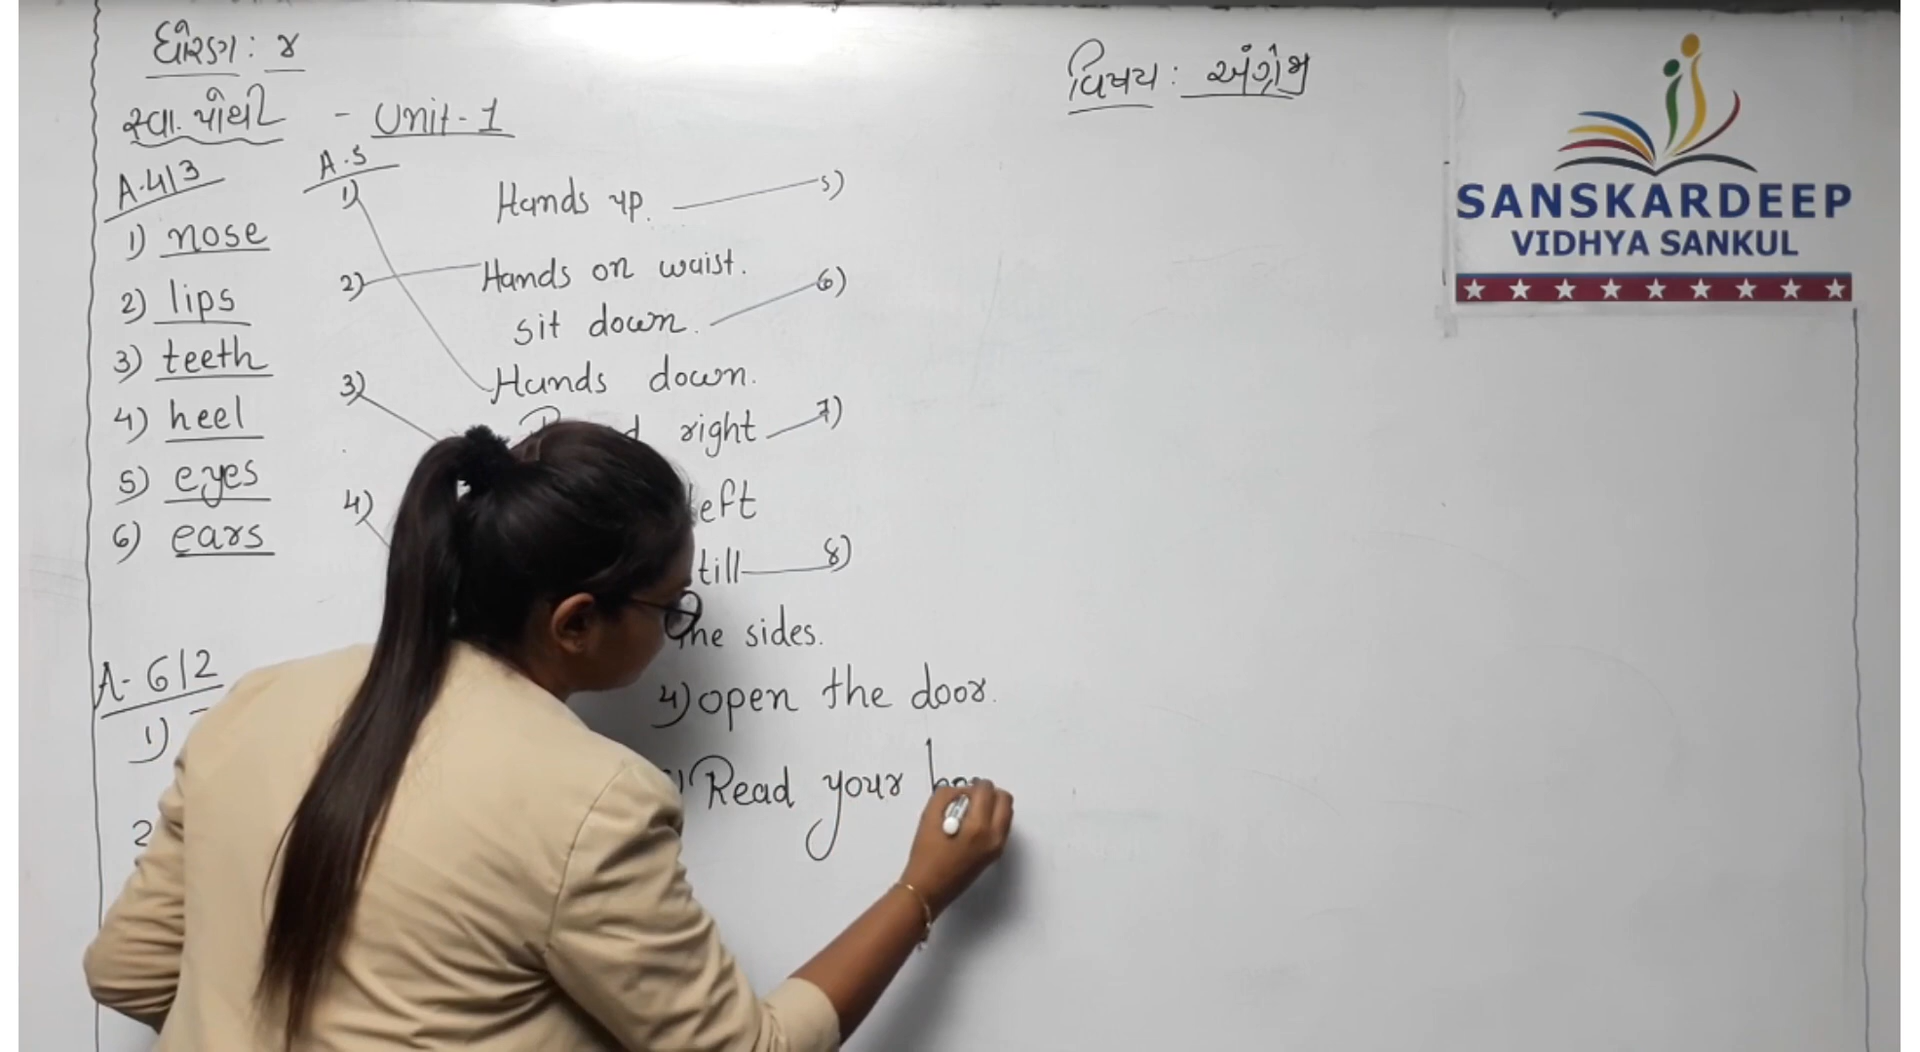 ધોરણ : ૪
વિષય : અંગ્રેજી
સ્વા. પોથી - Unit - 1
A.4|3
1) nose
2) lips
3) teeth
4) heel
5) eyes
6) ears
A.5
1)
Hands up. 5)
2) Hands on waist.
sit down. 6)
Hands down.
3)
right 7)
4)
8)
sides.
A-6|2
1)
4) open the door.
Read your
SANSKARDEEP
VIDHYA SANKUL